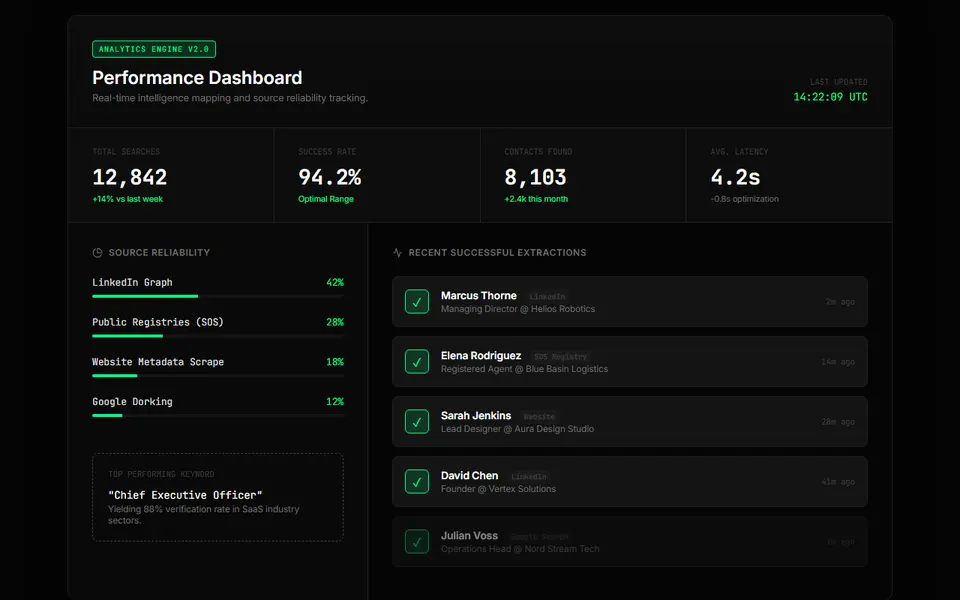 ANALYTICS ENGINE V2.0
Performance Dashboard
Real-time intelligence mapping and source reliability tracking.
LAST UPDATED
14:22:09 UTC
TOTAL SEARCHES
12,842
+14% vs last week
SUCCESS RATE
94.2%
Optimal Range
CONTACTS FOUND
8,103
+2.4k this month
AVG. LATENCY
4.2s
-0.8s optimization
SOURCE RELIABILITY
LinkedIn Graph 42%
Public Registries (SOS) 28%
Website Metadata Scrape 18%
Google Dorking 12%
TOP PERFORMING KEYWORD
"Chief Executive Officer"
Yielding 88% verification rate in SaaS industry
sectors.
RECENT SUCCESSFUL EXTRACTIONS
Marcus Thorne LinkedIn
Managing Director @ Helios Robotics
2m ago
Elena Rodriguez SOS Registry
Registered Agent @ Blue Basin Logistics
14m ago
Sarah Jenkins Website
Lead Designer @ Aura Design Studio
28m ago
David Chen LinkedIn
Founder @ Vertex Solutions
41m ago
Julian Voss Google Search
Operations Head @ Nord Stream Tech
1h ago